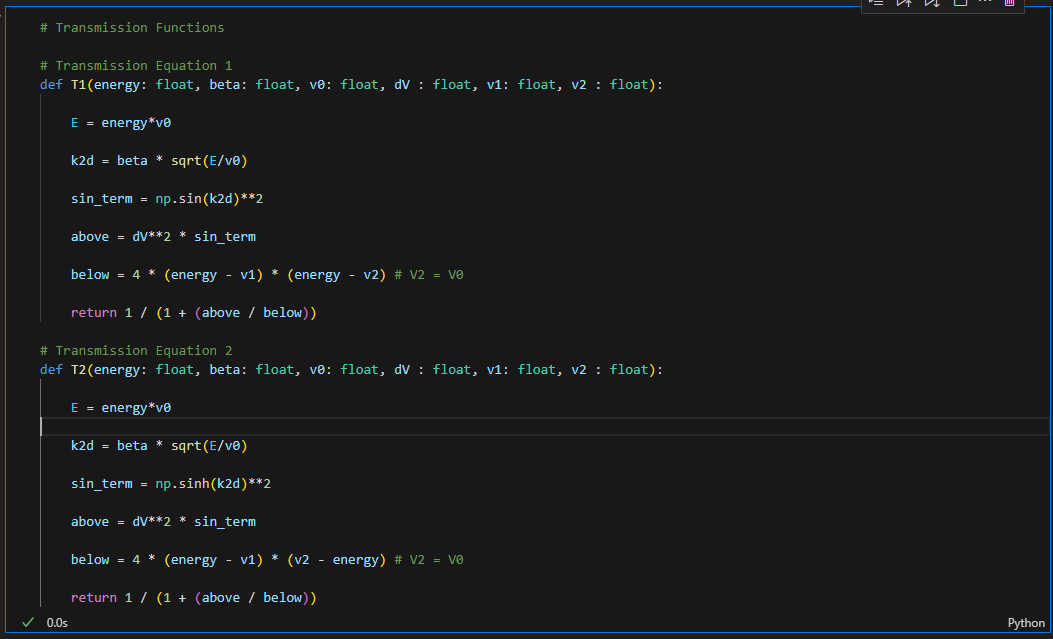 # Transmission Functions
# Transmission Equation 1
def T1(energy: float, beta: float, v0: float, dV : float, v1: float, v2 : float):
E = energy*v0
k2d = beta * sqrt(E/v0)
sin_term = np.sin(k2d)**2
above = dV**2 * sin_term
below = 4 * (energy - v1) * (energy - v2) # V2 = V0
return 1 / (1 + (above / below))
# Transmission Equation 2
def T2(energy: float, beta: float, v0: float, dV : float, v1: float, v2 : float):
E = energy*v0
k2d = beta * sqrt(E/v0)
sin_term = np.sinh(k2d)**2
above = dV**2 * sin_term
below = 4 * (energy - v1) * (v2 - energy) # V2 = V0
return 1 / (1 + (above / below))
0.0s
Python